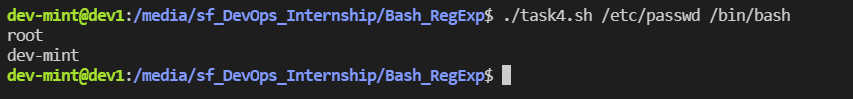 dev-mint@dev1:/media/sf_DevOps_Internship/Bash_RegExp$ ./task4.sh /etc/passwd /bin/bash
root
dev-mint
dev-mint@dev1:/media/sf_DevOps_Internship/Bash_RegExp$